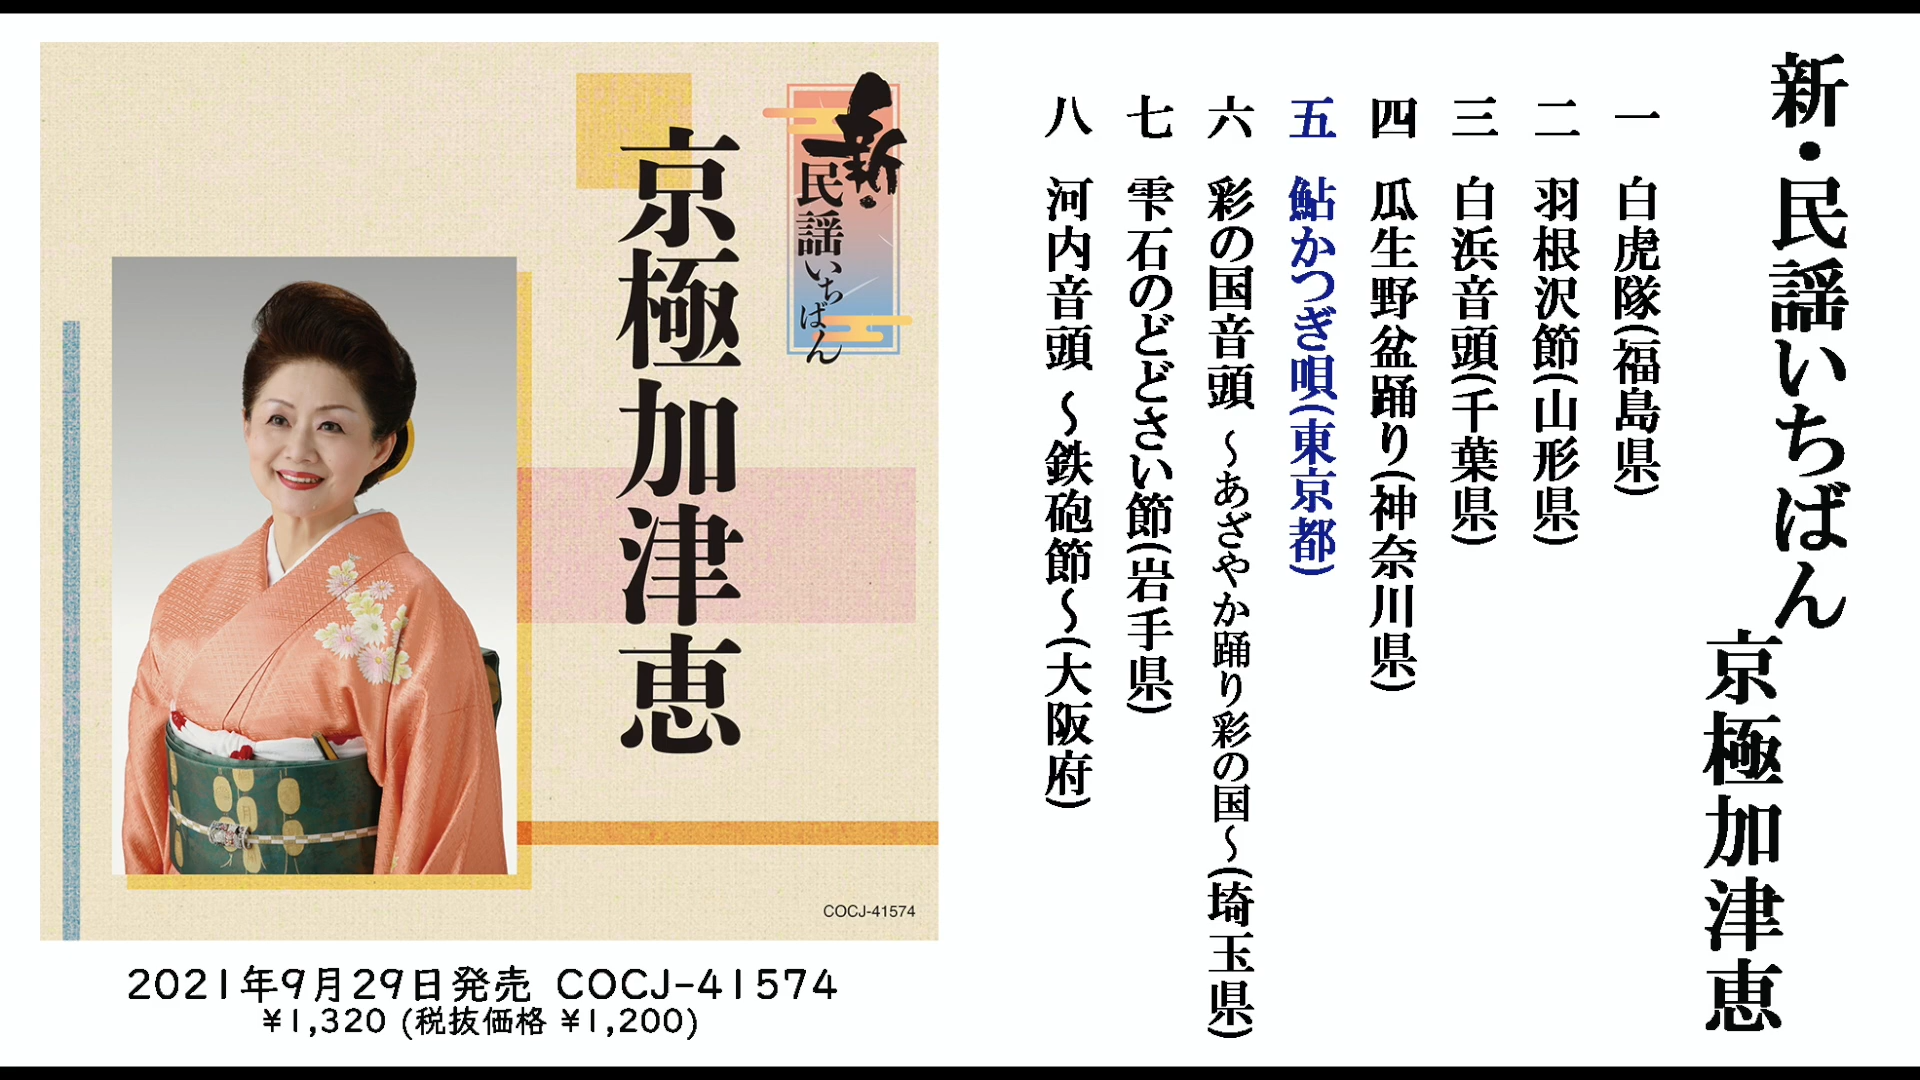 新・民謡いちばん
京極加津恵
一 白虎隊(福島県)
二 羽根沢節(山形県)
三 白浜音頭(千葉県)
四 瓜生野盆踊り(神奈川県)
五 鮎かつぎ唄(東京都)
六 彩の国音頭 ～あざやか踊り彩の国～(埼玉県)
七 雫石のどどさい節(岩手県)
八 河内音頭 ～鉄砲節～(大阪府)
新・民謡いちばん
京極加津恵
COCJ-41574
2021年9月29日発売 COCJ-41574
¥1,320 (税抜価格 ¥1,200)